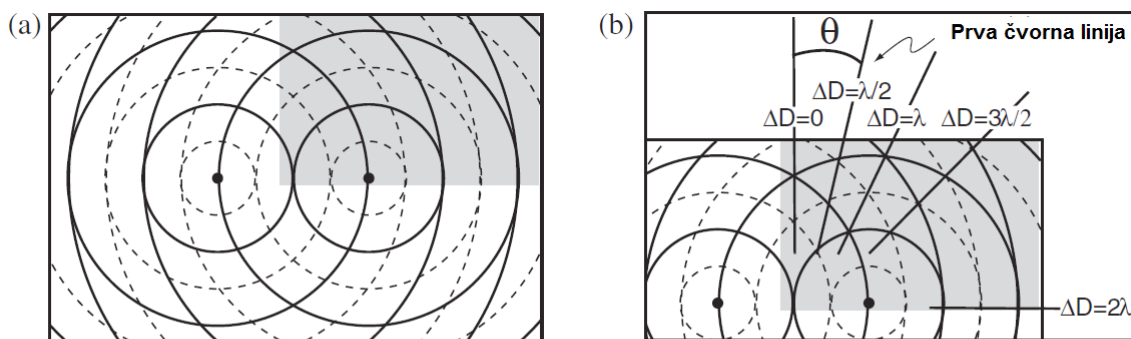 (a)
(b)
θ
Prva čvorna linija
ΔD=λ/2
ΔD=0
ΔD=λ
ΔD=3λ/2
ΔD=2λ